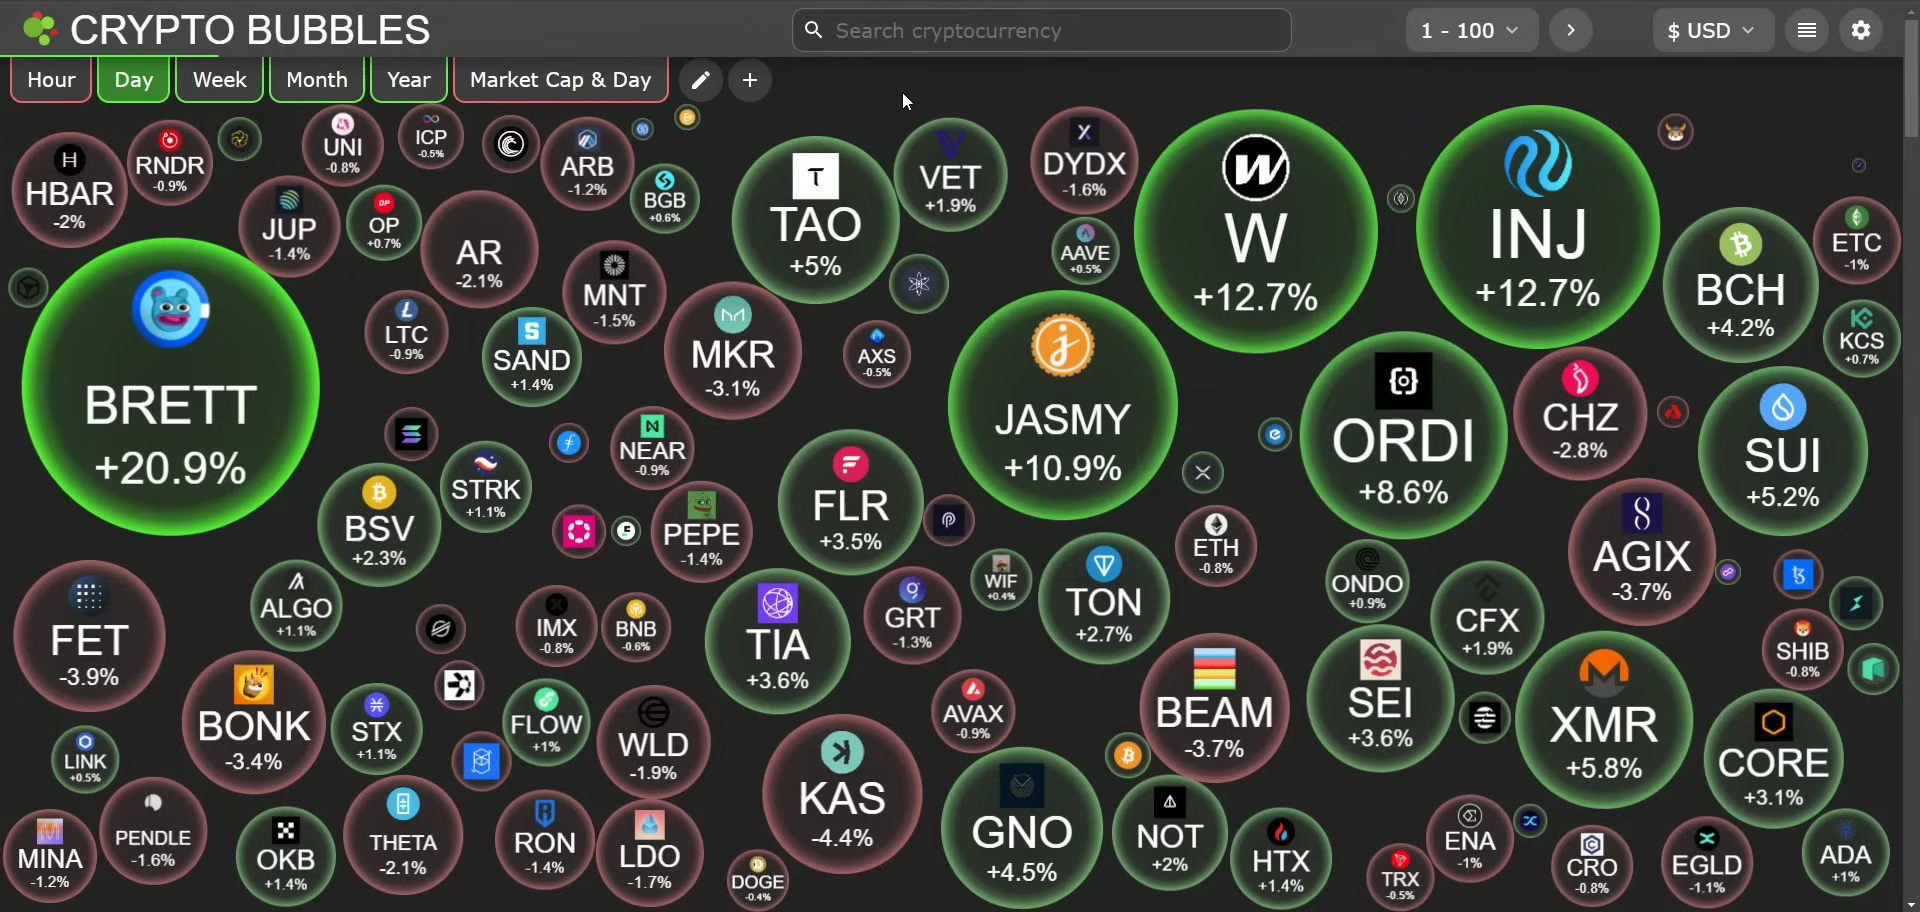 CRYPTO BUBBLES
Search cryptocurrency
1 - 100
$ USD
Hour
Day
Week
Month
Year
Market Cap & Day
HBAR
-2%
RNDR
-0.9%
UNI
-0.8%
ICP
-0.5%
ARB
-1.2%
BGB
+0.6%
JUP
-1.4%
OP
+0.7%
AR
-2.1%
TAO
+5%
VET
+1.9%
DYDX
-1.6%
AAVE
+0.5%
W
+12.7%
INJ
+12.7%
BCH
+4.2%
ETC
-1%
KCS
+0.7%
BRETT
+20.9%
LTC
-0.9%
SAND
+1.4%
MNT
-1.5%
MKR
-3.1%
AXS
-0.5%
JASMY
+10.9%
ORDI
+8.6%
CHZ
-2.8%
SUI
+5.2%
BSV
+2.3%
STRK
+1.1%
NEAR
-0.9%
PEPE
-1.4%
FLR
+3.5%
ETH
-0.8%
AGIX
-3.7%
FET
-3.9%
ALGO
+1.1%
IMX
-0.8%
BNB
-0.6%
TIA
+3.6%
GRT
-1.3%
WIF
+0.4%
TON
+2.7%
ONDO
+0.9%
CFX
+1.9%
SHIB
-0.8%
BONK
-3.4%
STX
+1.1%
FLOW
+1%
WLD
-1.9%
AVAX
-0.9%
BEAM
-3.7%
SEI
+3.6%
XMR
+5.8%
CORE
+3.1%
LINK
+0.5%
KAS
-4.4%
GNO
+4.5%
NOT
+2%
HTX
+1.4%
MINA
-1.2%
PENDLE
-1.6%
OKB
+1.4%
THETA
-2.1%
RON
-1.4%
LDO
-1.7%
DOGE
-0.4%
TRX
-0.5%
ENA
-1%
CRO
-0.8%
EGLD
-1.1%
ADA
+1%